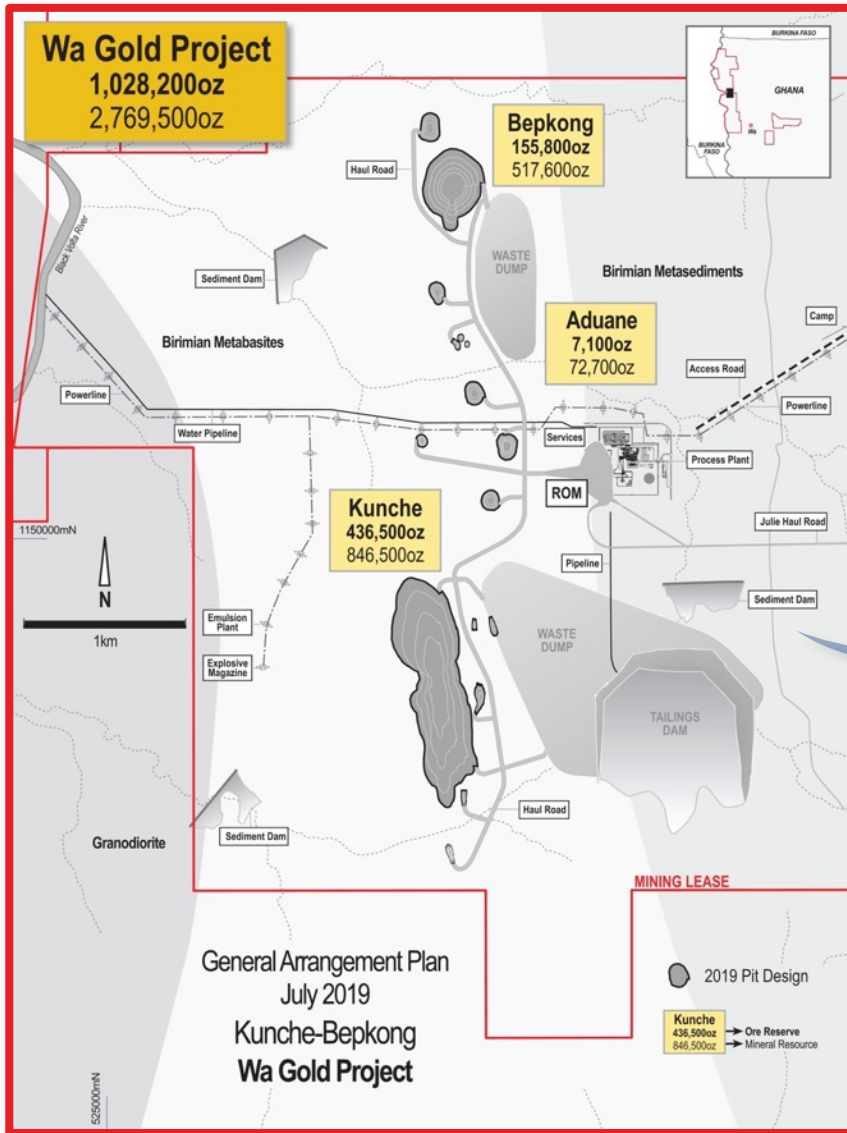 Wa Gold Project
1,028,200oz
2,769,500oz
BURKINA FASO
GHANA
Wa
BURKINA
FASO
Bepkong
155,800oz
517,600oz
Haul Road
Black Volta River
WASTE
DUMP
Sediment Dam
Birimian Metasediments
Birimian Metabasites
Aduane
7,100oz
72,700oz
Camp
Access Road
Powerline
Powerline
Water Pipeline
Services
Process Plant
ROM
Kunche
436,500oz
846,500oz
1150000mN
Julie Haul Road
Pipeline
N
1km
Sediment Dam
Emulsion
Plant
WASTE
DUMP
Explosive
Magazine
TAILINGS
DAM
Haul Road
Sediment Dam
Granodiorite
MINING LEASE
General Arrangement Plan
July 2019
Kunche-Bepkong
Wa Gold Project
2019 Pit Design
Kunche
436,500oz Ore Reserve
846,500oz Mineral Resource
525000mN